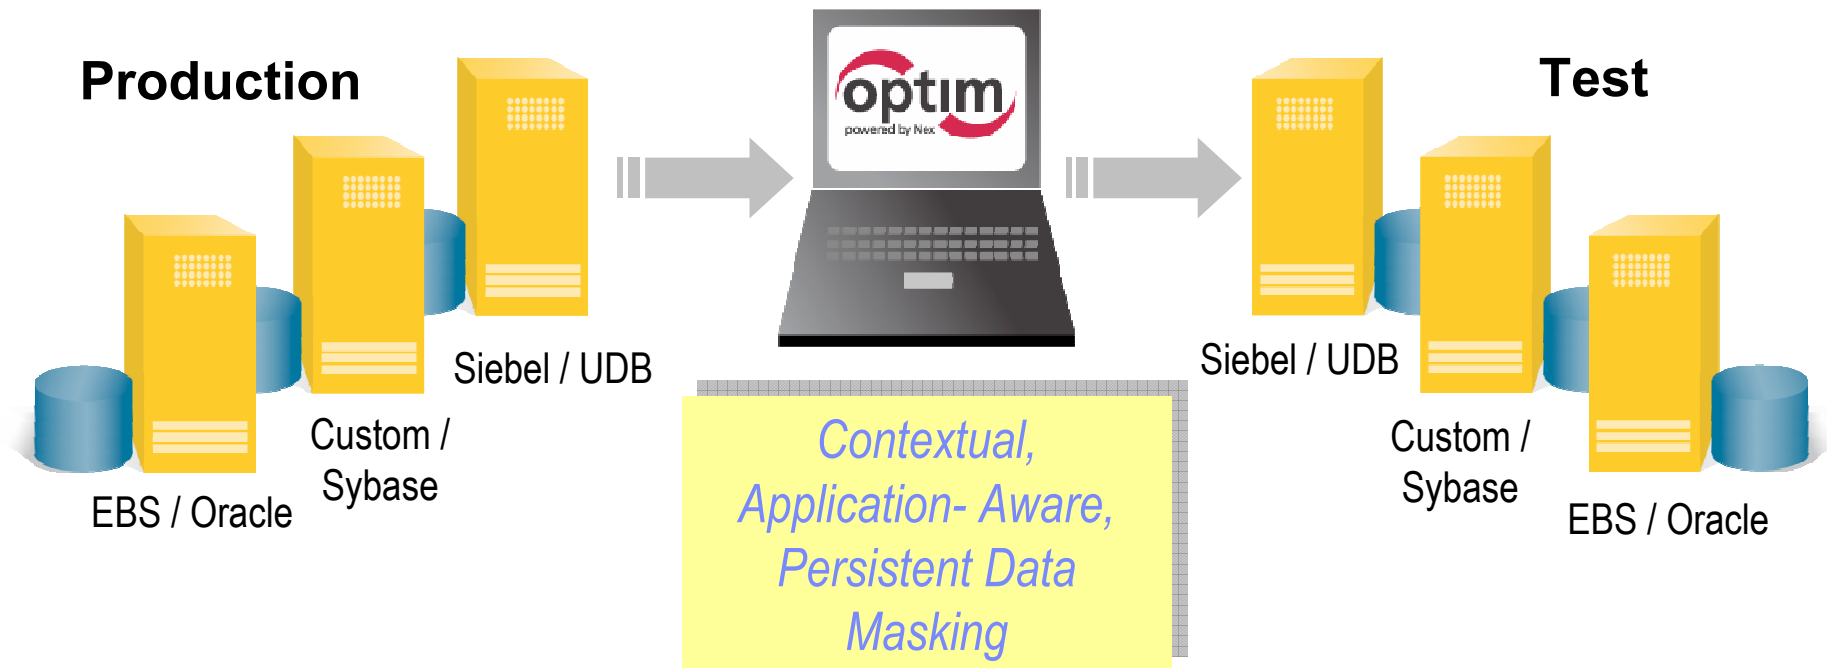 Production
optim
powered by Nex
Test
Siebel / UDB
Custom /
Sybase
EBS / Oracle
Siebel / UDB
Custom /
Sybase
EBS / Oracle
Contextual,
Application- Aware,
Persistent Data
Masking